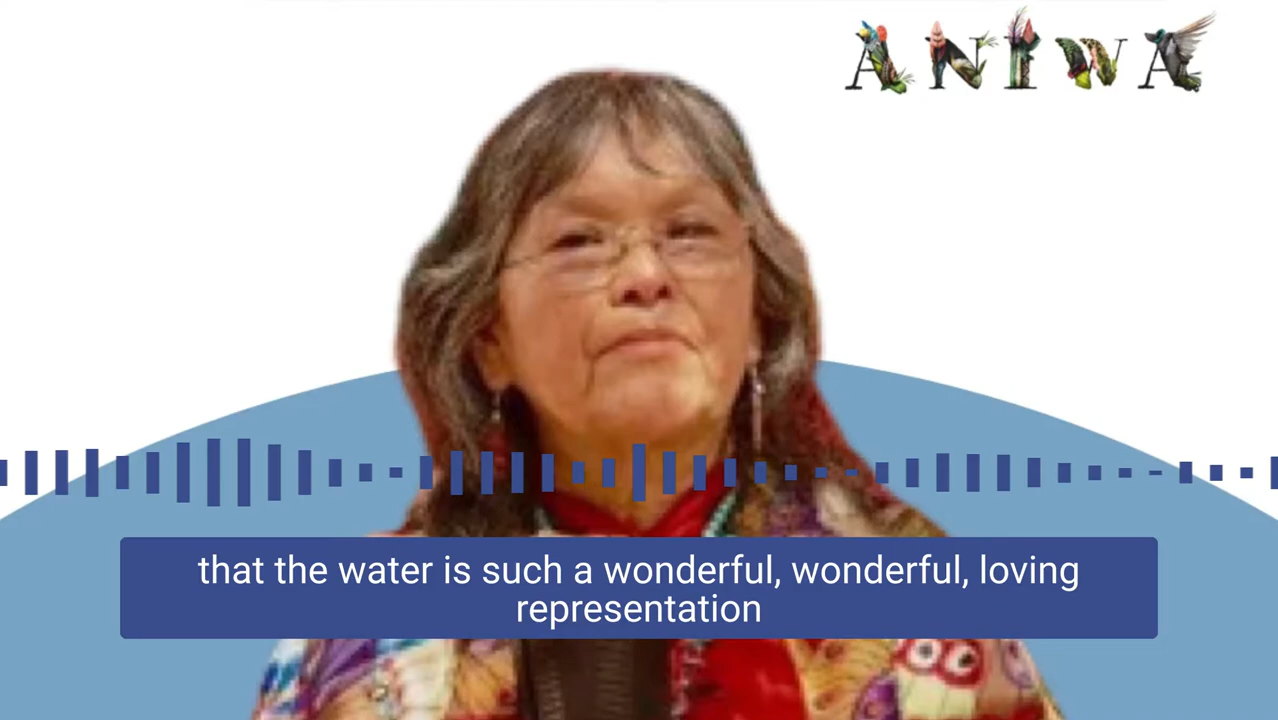 ANIWA
that the water is such a wonderful, wonderful, loving
representation